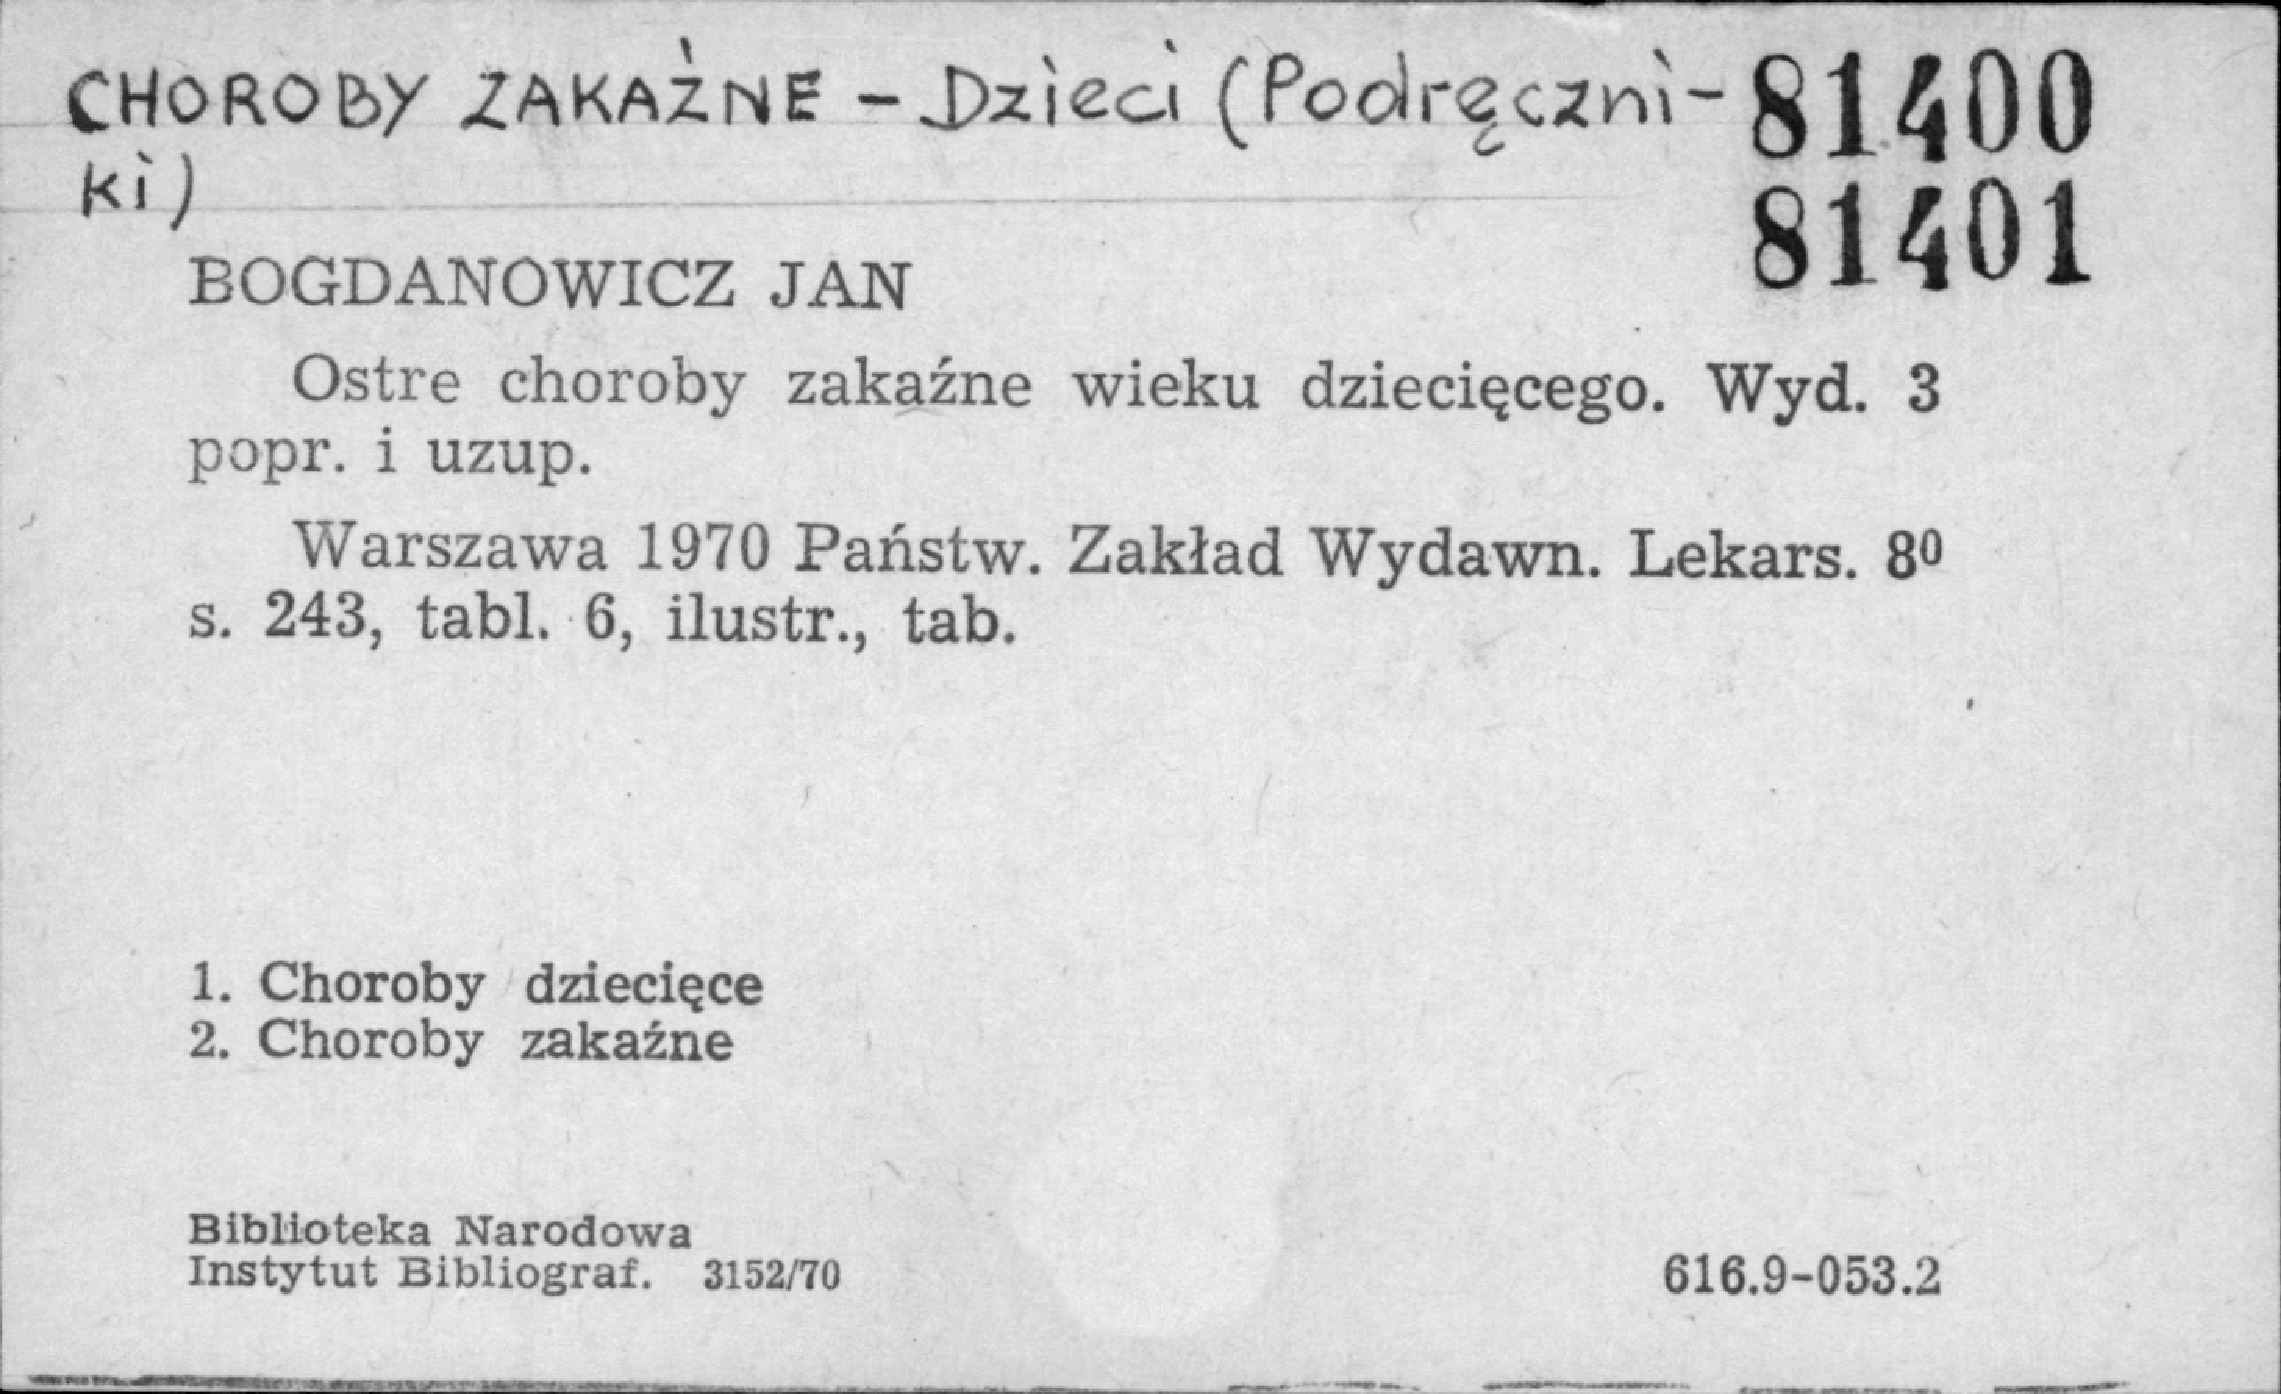 CHOROBY ZAKAŹNE - Dzieci (Podręczni-
ki)
81400
81401
BOGDANOWICZ JAN
Ostre choroby zakaźne wieku dziecięcego. Wyd. 3
popr. i uzup.
Warszawa 1970 Państw. Zakład Wydawn. Lekars. 8⁰
s. 243, tabl. 6, ilustr., tab.
1. Choroby dziecięce
2. Choroby zakaźne
Biblioteka Narodowa
Instytut Bibliograf. 3152/70
616.9-053.2